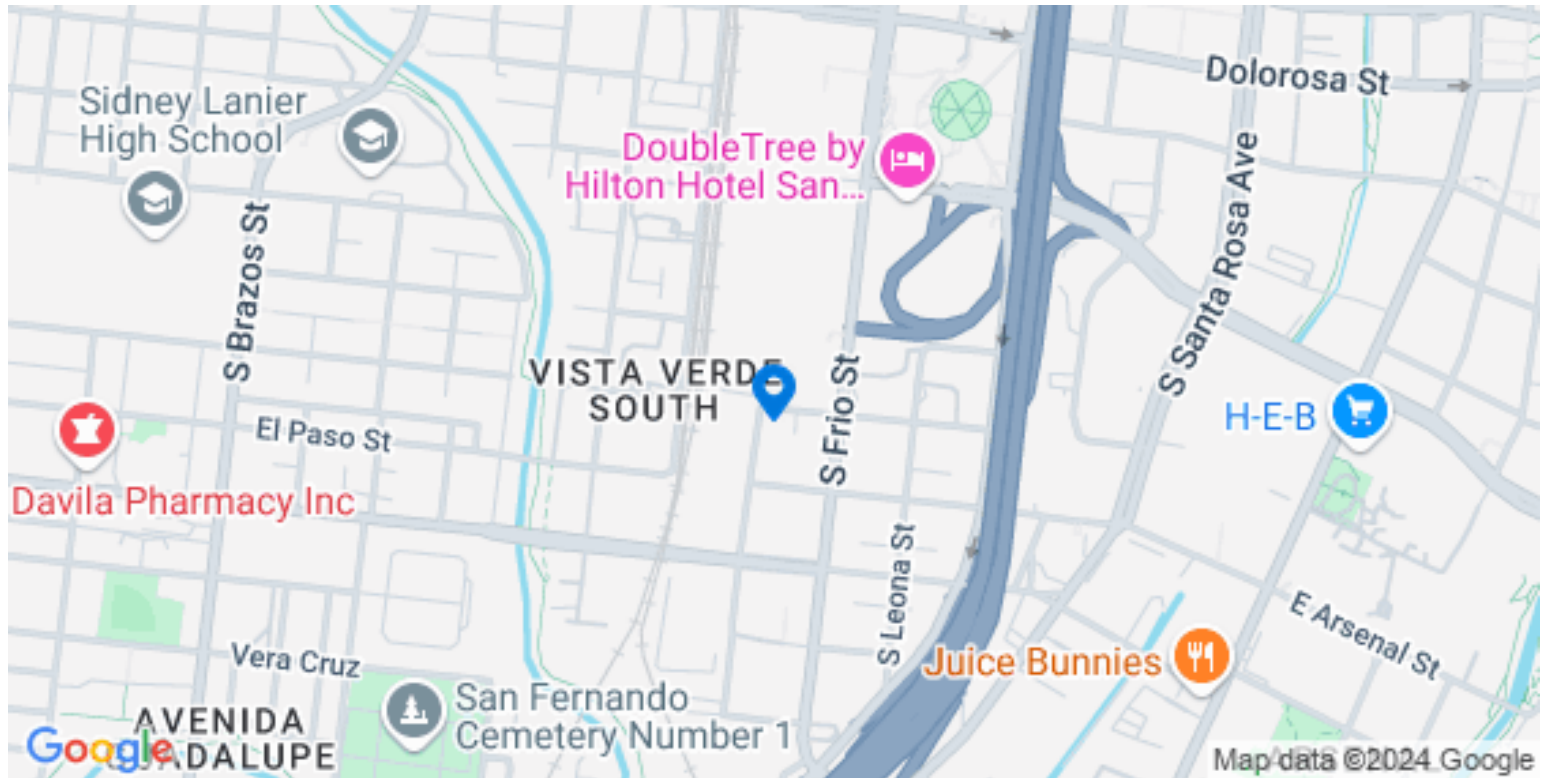 Dolorosa St
Sidney Lanier
High School
DoubleTree by
Hilton Hotel San...
S Santa Rosa Ave
S Brazos St
VISTA VERDE
SOUTH
S Frio St
H-E-B
El Paso St
Davila Pharmacy Inc
S Leona St
E Arsenal St
Juice Bunnies
Vera Cruz
San Fernando
Cemetery Number 1
AVENIDA
Google
Map data ©2024 Google